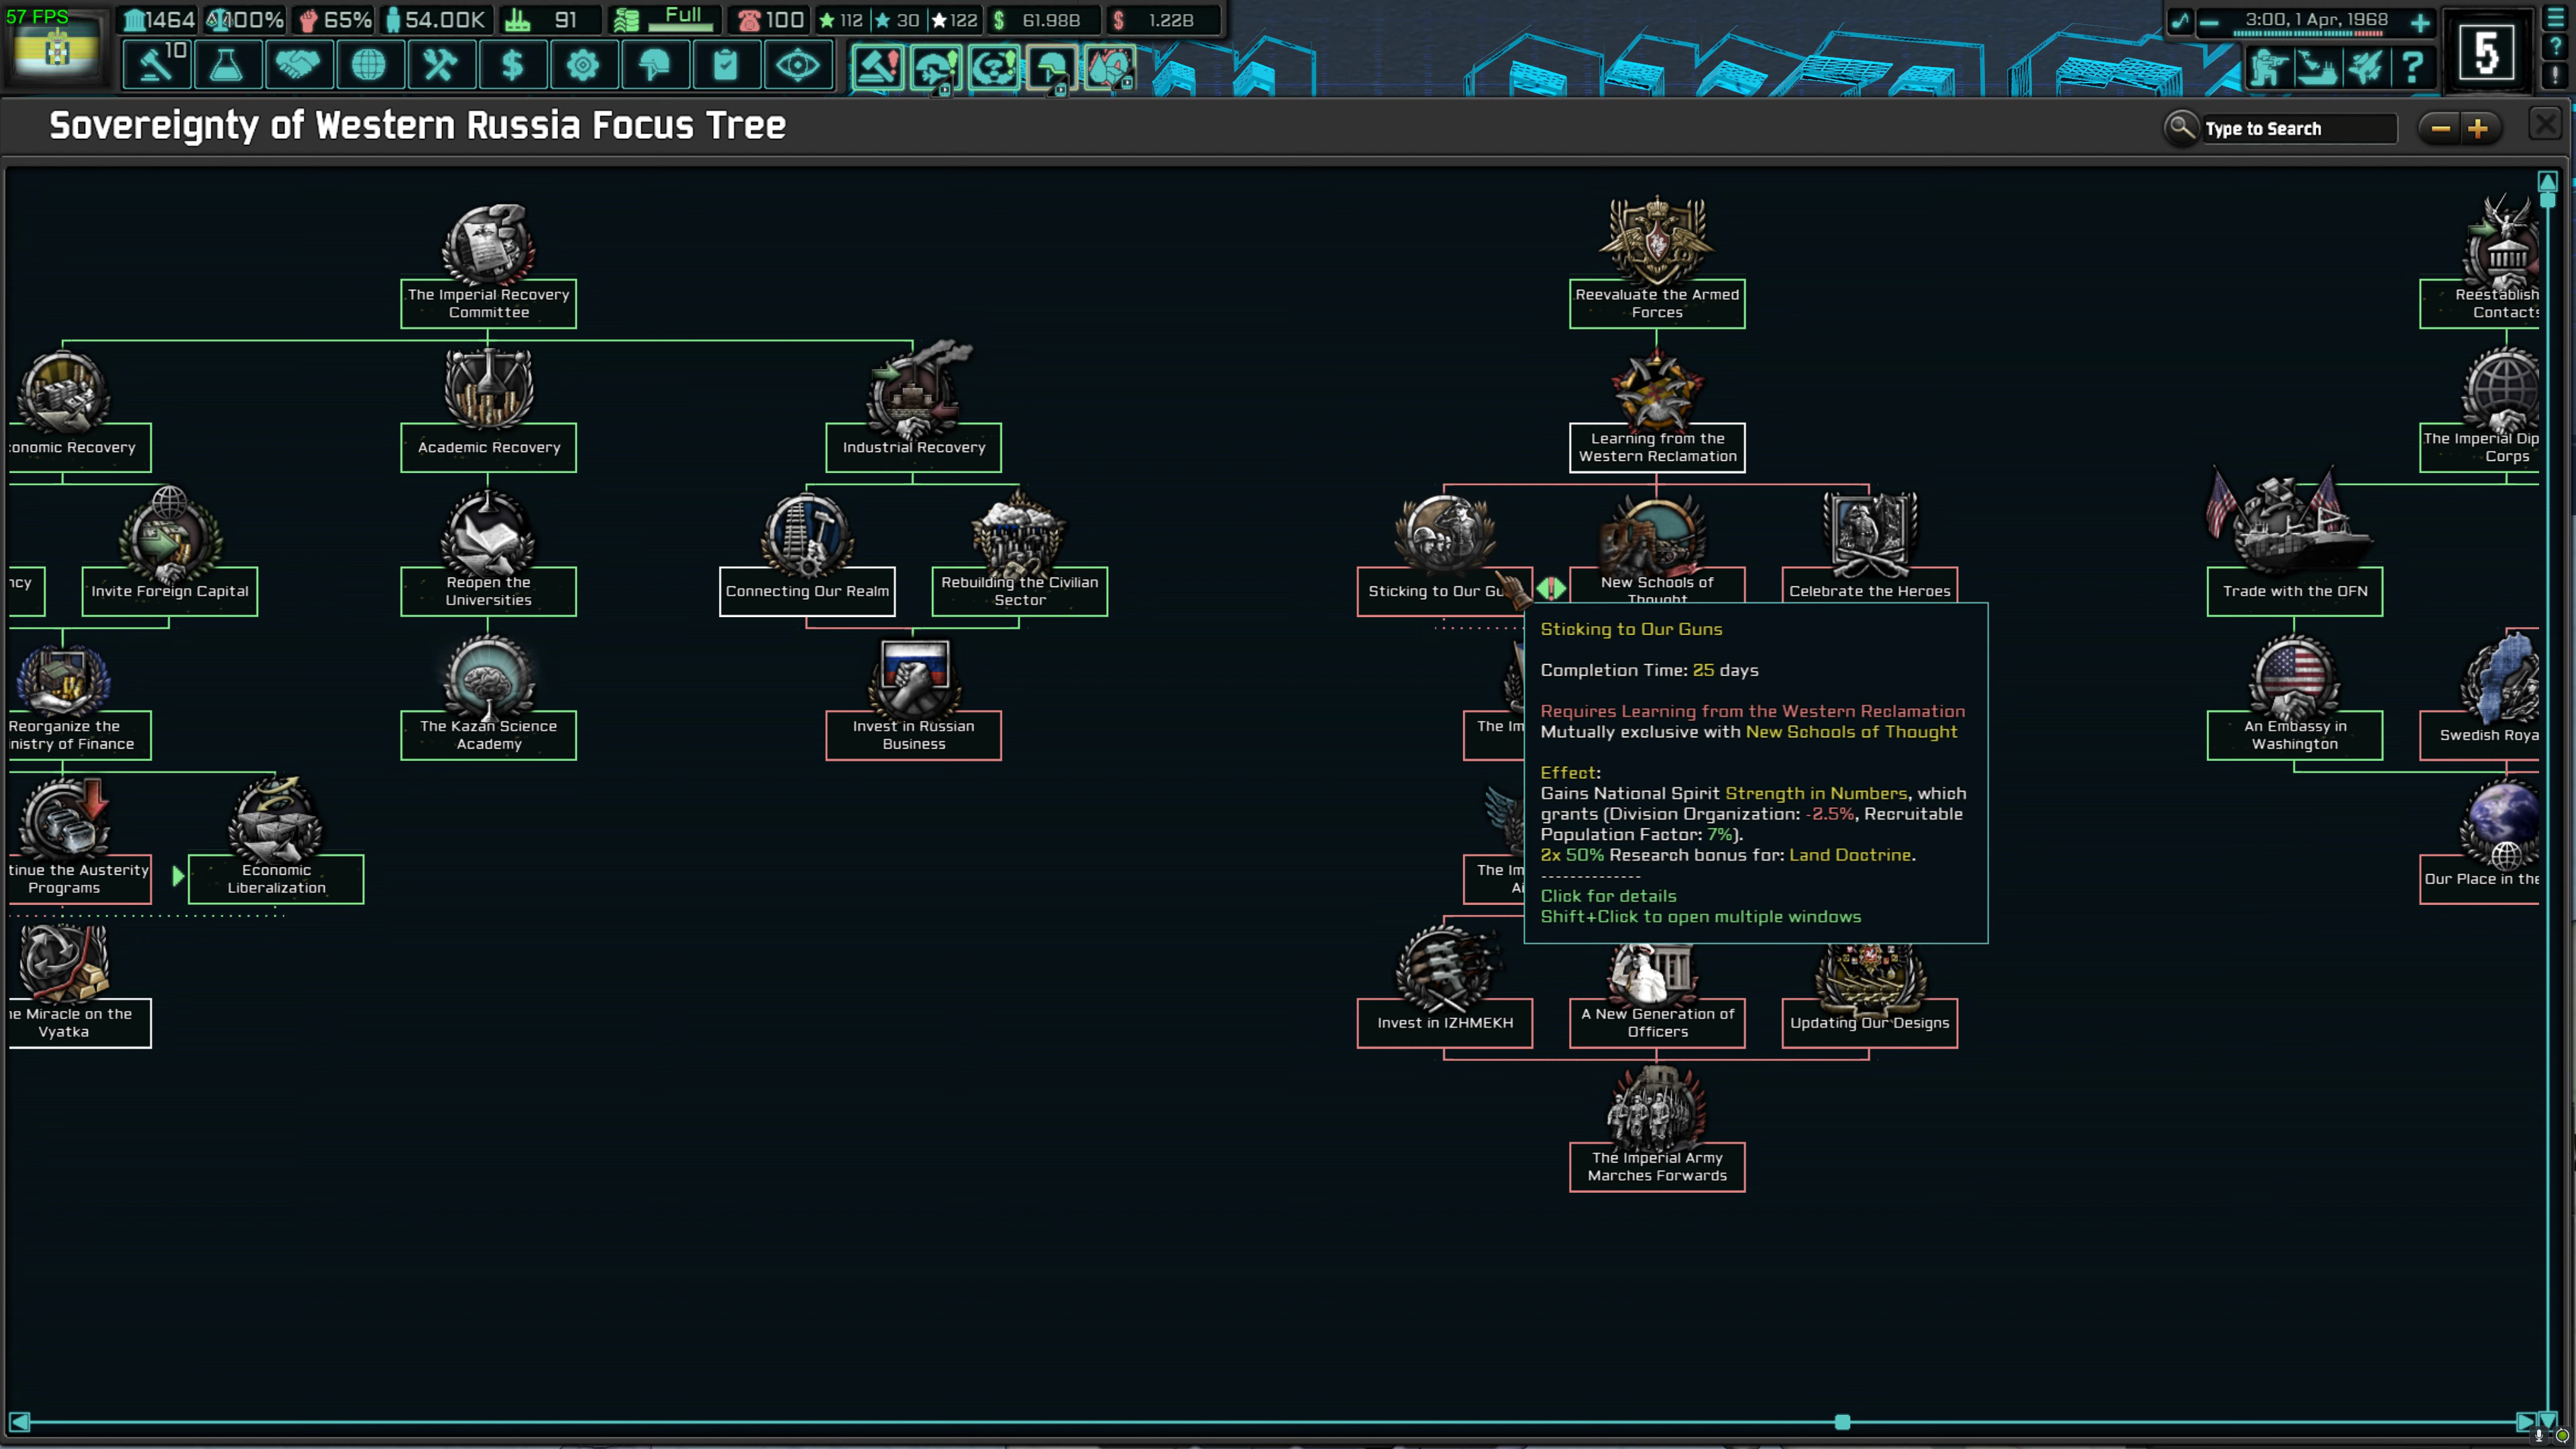 57 FPS
1464
100%
65%
54.00K
91
Full
100
112
30
122
$ 61.98B
$ 1.22B
3:00, 1 Apr, 1968
5
10
Sovereignty of Western Russia Focus Tree
Type to Search
The Imperial Recovery
Committee
Reevaluate the Armed
Forces
Reestablish
Contacts
conomic Recovery
Academic Recovery
Industrial Recovery
Learning from the
Western Reclamation
The Imperial Dip
Corps
ncy
Invite Foreign Capital
Reopen the
Universities
Connecting Our Realm
Rebuilding the Civilian
Sector
Sticking to Our Gu
New Schools of
Thought
Celebrate the Heroes
Trade with the OFN
Reorganize the
nistry of Finance
The Kazan Science
Academy
Invest in Russian
Business
The Im
An Embassy in
Washington
Swedish Roya
tinue the Austerity
Programs
Economic
Liberalization
The Im
Ai
Our Place in the
Sticking to Our Guns
Completion Time: 25 days
Requires Learning from the Western Reclamation
Mutually exclusive with New Schools of Thought
Effect:
Gains National Spirit Strength in Numbers, which
grants (Division Organization: -2.5%, Recruitable
Population Factor: 7%).
2x 50% Research bonus for: Land Doctrine.
--------------
Click for details
Shift+Click to open multiple windows
he Miracle on the
Vyatka
Invest in IZHMEKH
A New Generation of
Officers
Updating Our Designs
The Imperial Army
Marches Forwards